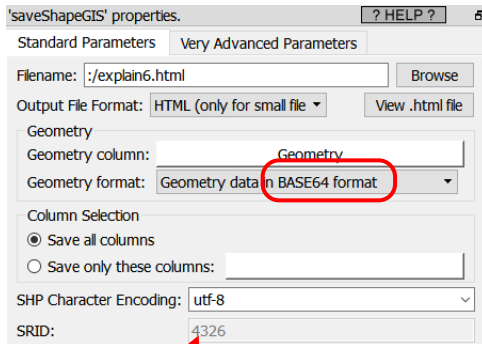 'saveShapeGIS' properties. ? HELP ?
Standard Parameters Very Advanced Parameters
Filename: :/explain6.html Browse
Output File Format: HTML (only for small file View .html file
Geometry
Geometry column: Geometry
Geometry format: Geometry data in BASE64 format
Column Selection
Save all columns
Save only these columns:
SHP Character Encoding: utf-8
SRID: 4326